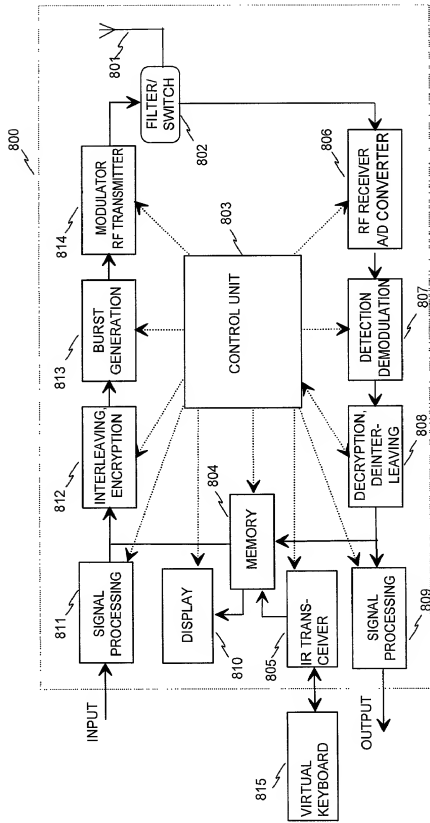 800
801
FILTER/
SWITCH
802
814
MODULATOR
RF TRANSMITTER
806
RF RECEIVER
A/D CONVERTER
813
BURST
GENERATION
803
CONTROL UNIT
DETECTION
DEMODULATION
807
812
INTERLEAVING,
ENCRYPTION
804
MEMORY
DECRYPTION,
DEINTER-
LEAVING
808
811
SIGNAL
PROCESSING
DISPLAY
810
805
IR TRANS-
CEIVER
SIGNAL
PROCESSING
809
INPUT
OUTPUT
815
VIRTUAL
KEYBOARD